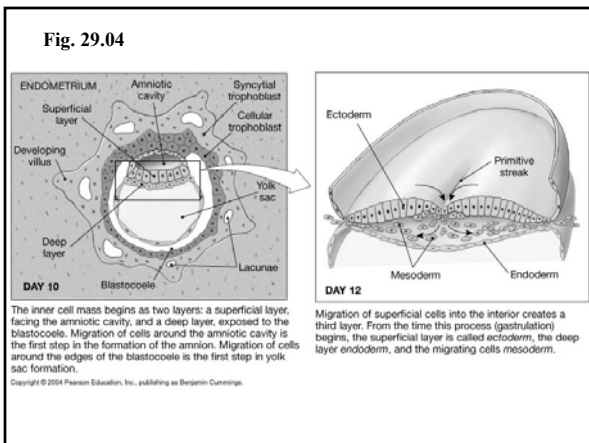 Fig. 29.04
ENDOMETRIUM
Amniotic
cavity
Syncytial
trophoblast
Superficial
layer
Cellular
trophoblast
Developing
villus
Yolk
sac
Deep
layer
Lacunae
Blastocoele
DAY 10
The inner cell mass begins as two layers: a superficial layer,
facing the amniotic cavity, and a deep layer, exposed to the
blastocoele. Migration of cells around the amniotic cavity is
the first step in the formation of the amnion. Migration of cells
around the edges of the blastocoele is the first step in yolk
sac formation.
Copyright © 2004 Pearson Education, Inc., publishing as Benjamin Cummings.
Ectoderm
Primitive
streak
Mesoderm
Endoderm
DAY 12
Migration of superficial cells into the interior creates a
third layer. From the time this process (gastrulation)
begins, the superficial layer is called ectoderm, the deep
layer endoderm, and the migrating cells mesoderm.